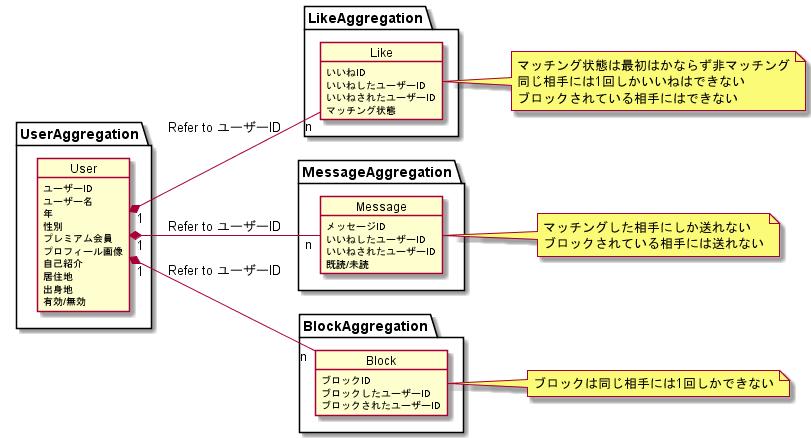 LikeAggregation
Like
いいねID
いいねしたユーザーID
いいねされたユーザーID
マッチング状態
マッチング状態は最初はかならず非マッチング
同じ相手には1回しかいいねはできない
ブロックされている相手にはできない
UserAggregation
User
ユーザーID
ユーザー名
年
性別
プレミアム会員
プロフィール画像
自己紹介
居住地
出身地
有効/無効
Refer to ユーザーID
1
n
MessageAggregation
Message
メッセージID
いいねしたユーザーID
いいねされたユーザーID
既読/未読
マッチングした相手にしか送れない
ブロックされている相手には送れない
Refer to ユーザーID
1
n
BlockAggregation
Block
ブロックID
ブロックしたユーザーID
ブロックされたユーザーID
ブロックは同じ相手には1回しかできない
Refer to ユーザーID
1
n